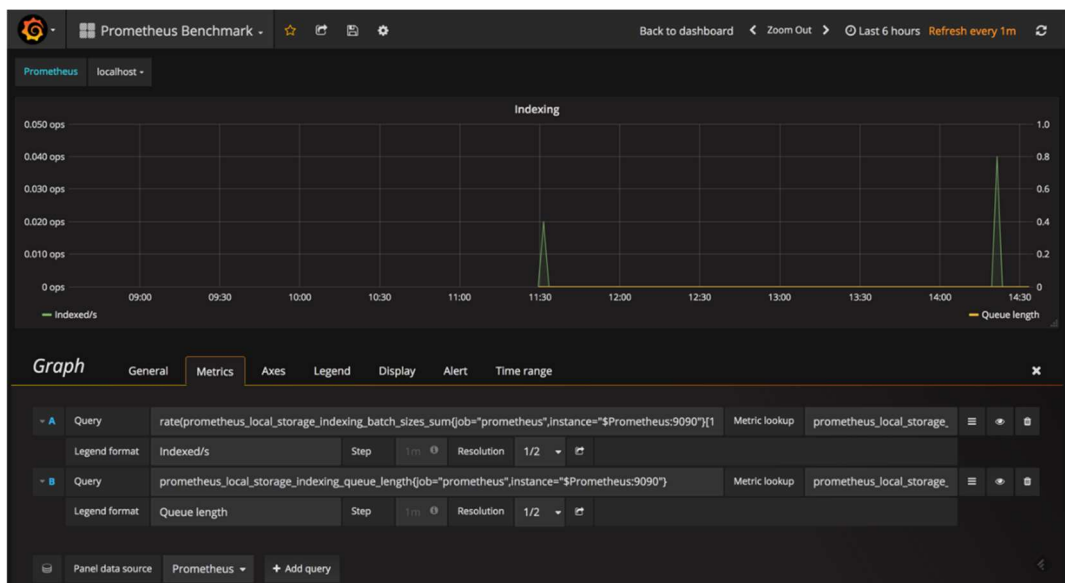 Prometheus Benchmark Back to dashboard Zoom Out Last 6 hours Refresh every 1m
Prometheus localhost
Indexing
0.050 ops 1.0
0.040 ops 0.8
0.030 ops 0.6
0.020 ops 0.4
0.010 ops 0.2
0 ops 0
09:00 09:30 10:00 10:30 11:00 11:30 12:00 12:30 13:00 13:30 14:00 14:30
Indexed/s Queue length
Graph General Metrics Axes Legend Display Alert Time range
A Query rate(prometheus_local_storage_indexing_batch_sizes_sum{job="prometheus",instance="$Prometheus:9090"}[1 Metric lookup prometheus_local_storage_
Legend format Indexed/s Step 1m Resolution 1/2
B Query prometheus_local_storage_indexing_queue_length{job="prometheus",instance="$Prometheus:9090"} Metric lookup prometheus_local_storage_
Legend format Queue length Step 1m Resolution 1/2
Panel data source Prometheus + Add query